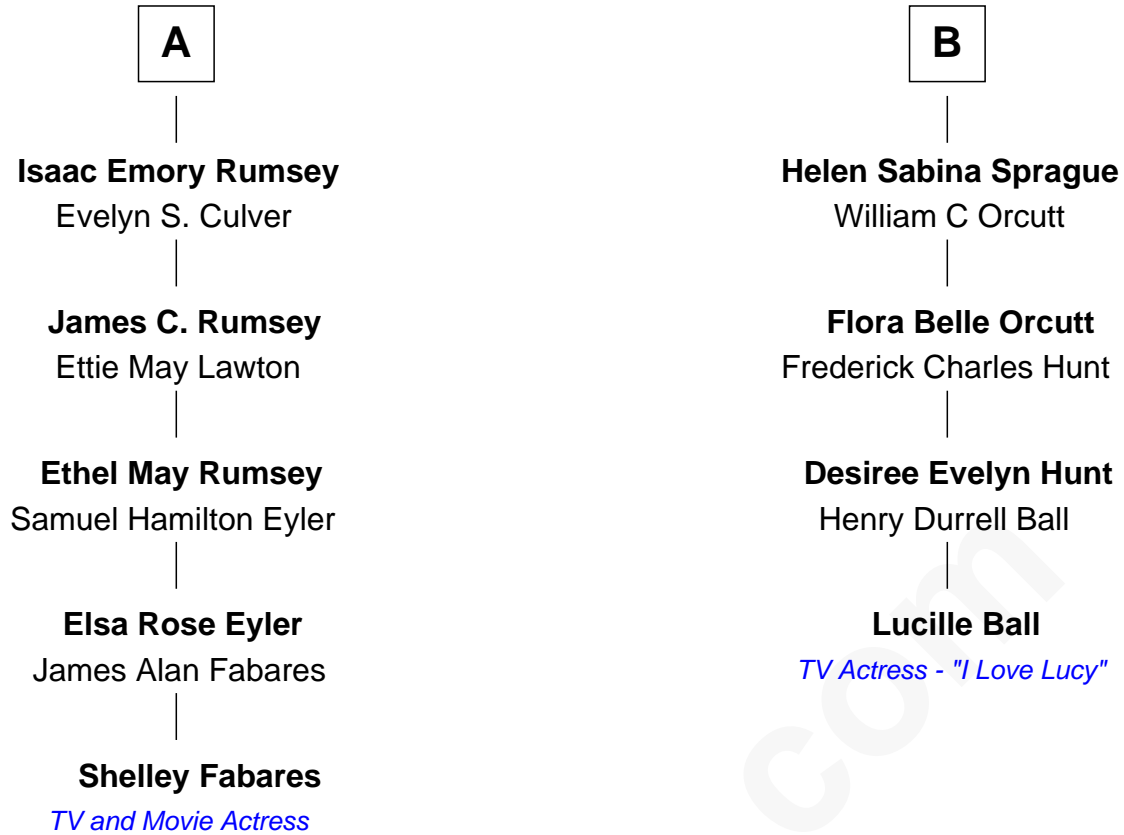 A
Isaac Emory Rumsey
Evelyn S. Culver
James C. Rumsey
Ettie May Lawton
Ethel May Rumsey
Samuel Hamilton Eyler
Elsa Rose Eyler
James Alan Fabares
Shelley Fabares
TV and Movie Actress
B
Helen Sabina Sprague
William C Orcutt
Flora Belle Orcutt
Frederick Charles Hunt
Desiree Evelyn Hunt
Henry Durrell Ball
Lucille Ball
TV Actress - "I Love Lucy"
com